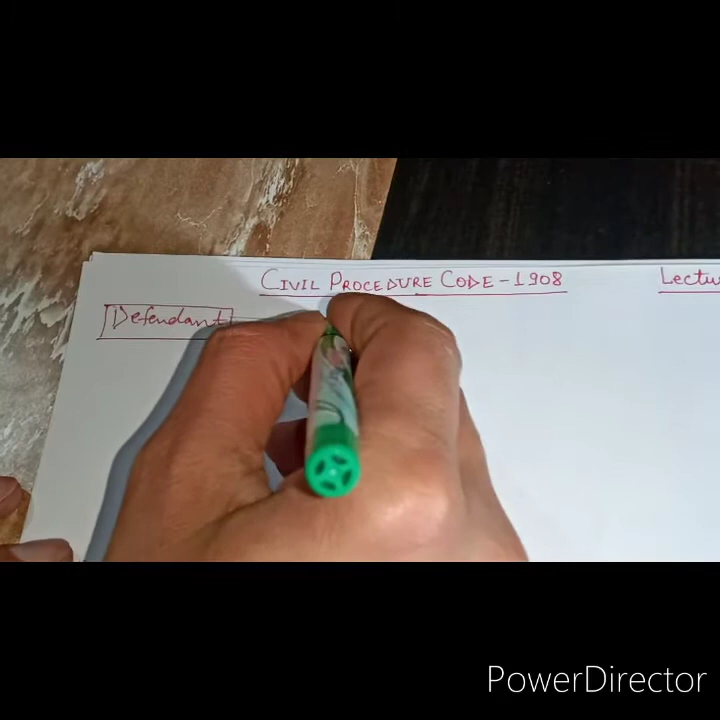 CIVIL PROCEDURE CODE - 1908
Lectu
Defendant
PowerDirector